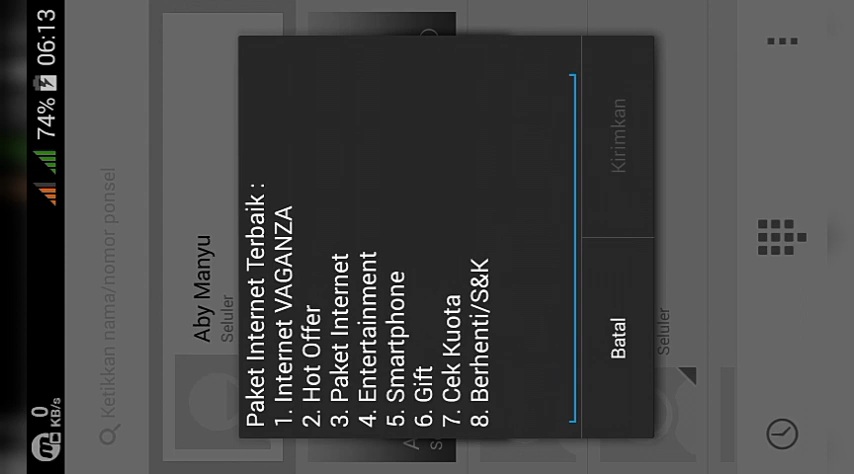 0
KB/s
74% 06:13
Ketikkan nama/nomor ponsel
Aby Manyu
Seluler
Paket Internet Terbaik :
1. Internet VAGANZA
2. Hot Offer
3. Paket Internet
4. Entertainment
5. Smartphone
6. Gift
7. Cek Kuota
8. Berhenti/S&K
Batal
Kirimkan
Seluler